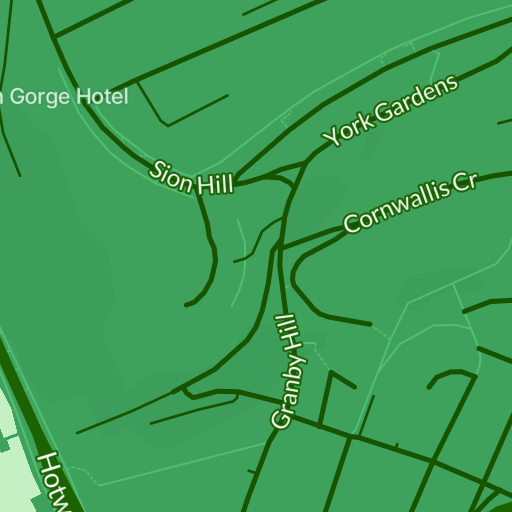 n Gorge Hotel
York Gardens
Sion Hill
Cornwallis Cr
Granby Hill
Hotw